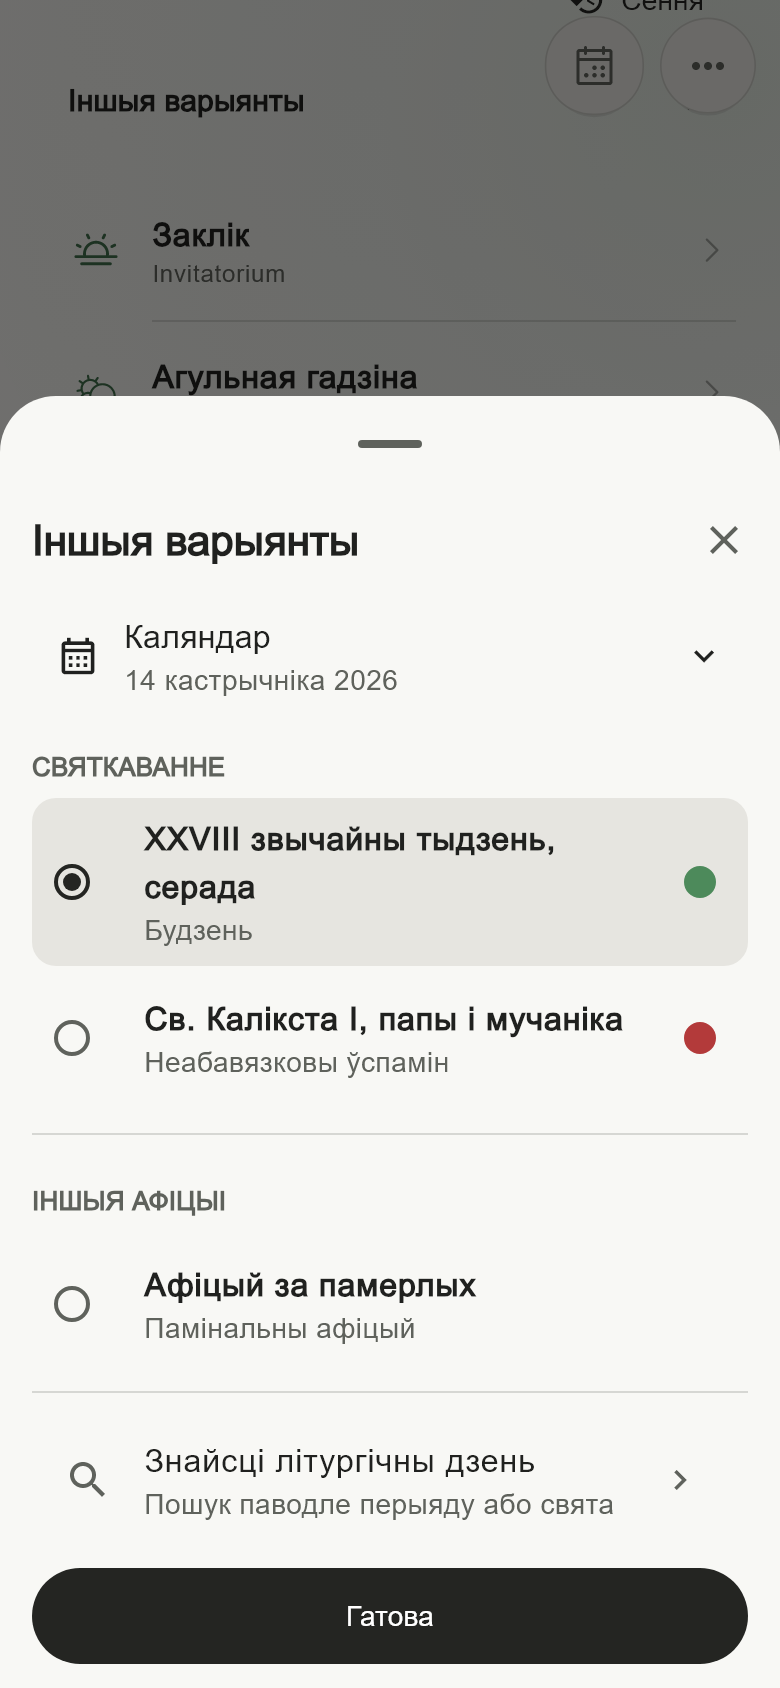 Сення
Іншыя варыянты
Заклік
Invitatorium
Агульная гадзіна
Іншыя варыянты
Каляндар
14 кастрычніка 2026
СВЯТКАВАННЕ
XXVIII звычайны тыдзень,
серада
Будзень
Св. Калікста I, папы і мучаніка
Неабавязковы ўспамін
ІНШЫЯ АФІЦЫІ
Афіцый за памерлых
Памінальны афіцый
Знайсці літургічны дзень
Пошук паводле перыяду або свята
Гатова